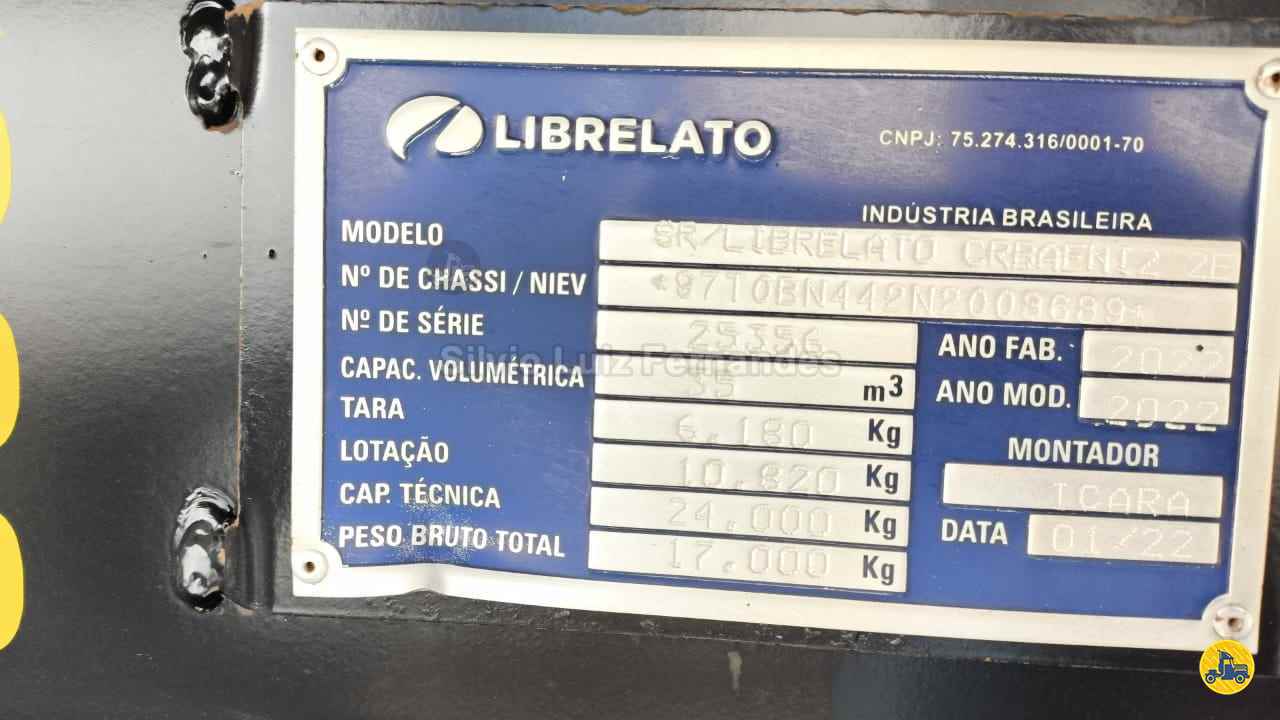 LIBRELATO
CNPJ: 75.274.316/0001-70
INDÚSTRIA BRASILEIRA
MODELO SR/LIBRELATO 2E
Nº DE CHASSI / NIEV
Nº DE SÉRIE 25356
CAPAC. VOLUMÉTRICA 35 m3
TARA 6.180 Kg
LOTAÇÃO 10.820 Kg
CAP. TÉCNICA 24.000 Kg
PESO BRUTO TOTAL 17.000 Kg
ANO FAB. 2022
ANO MOD. 2022
MONTADOR
ICARA
DATA 01/22
Silvio Luiz Fernandes